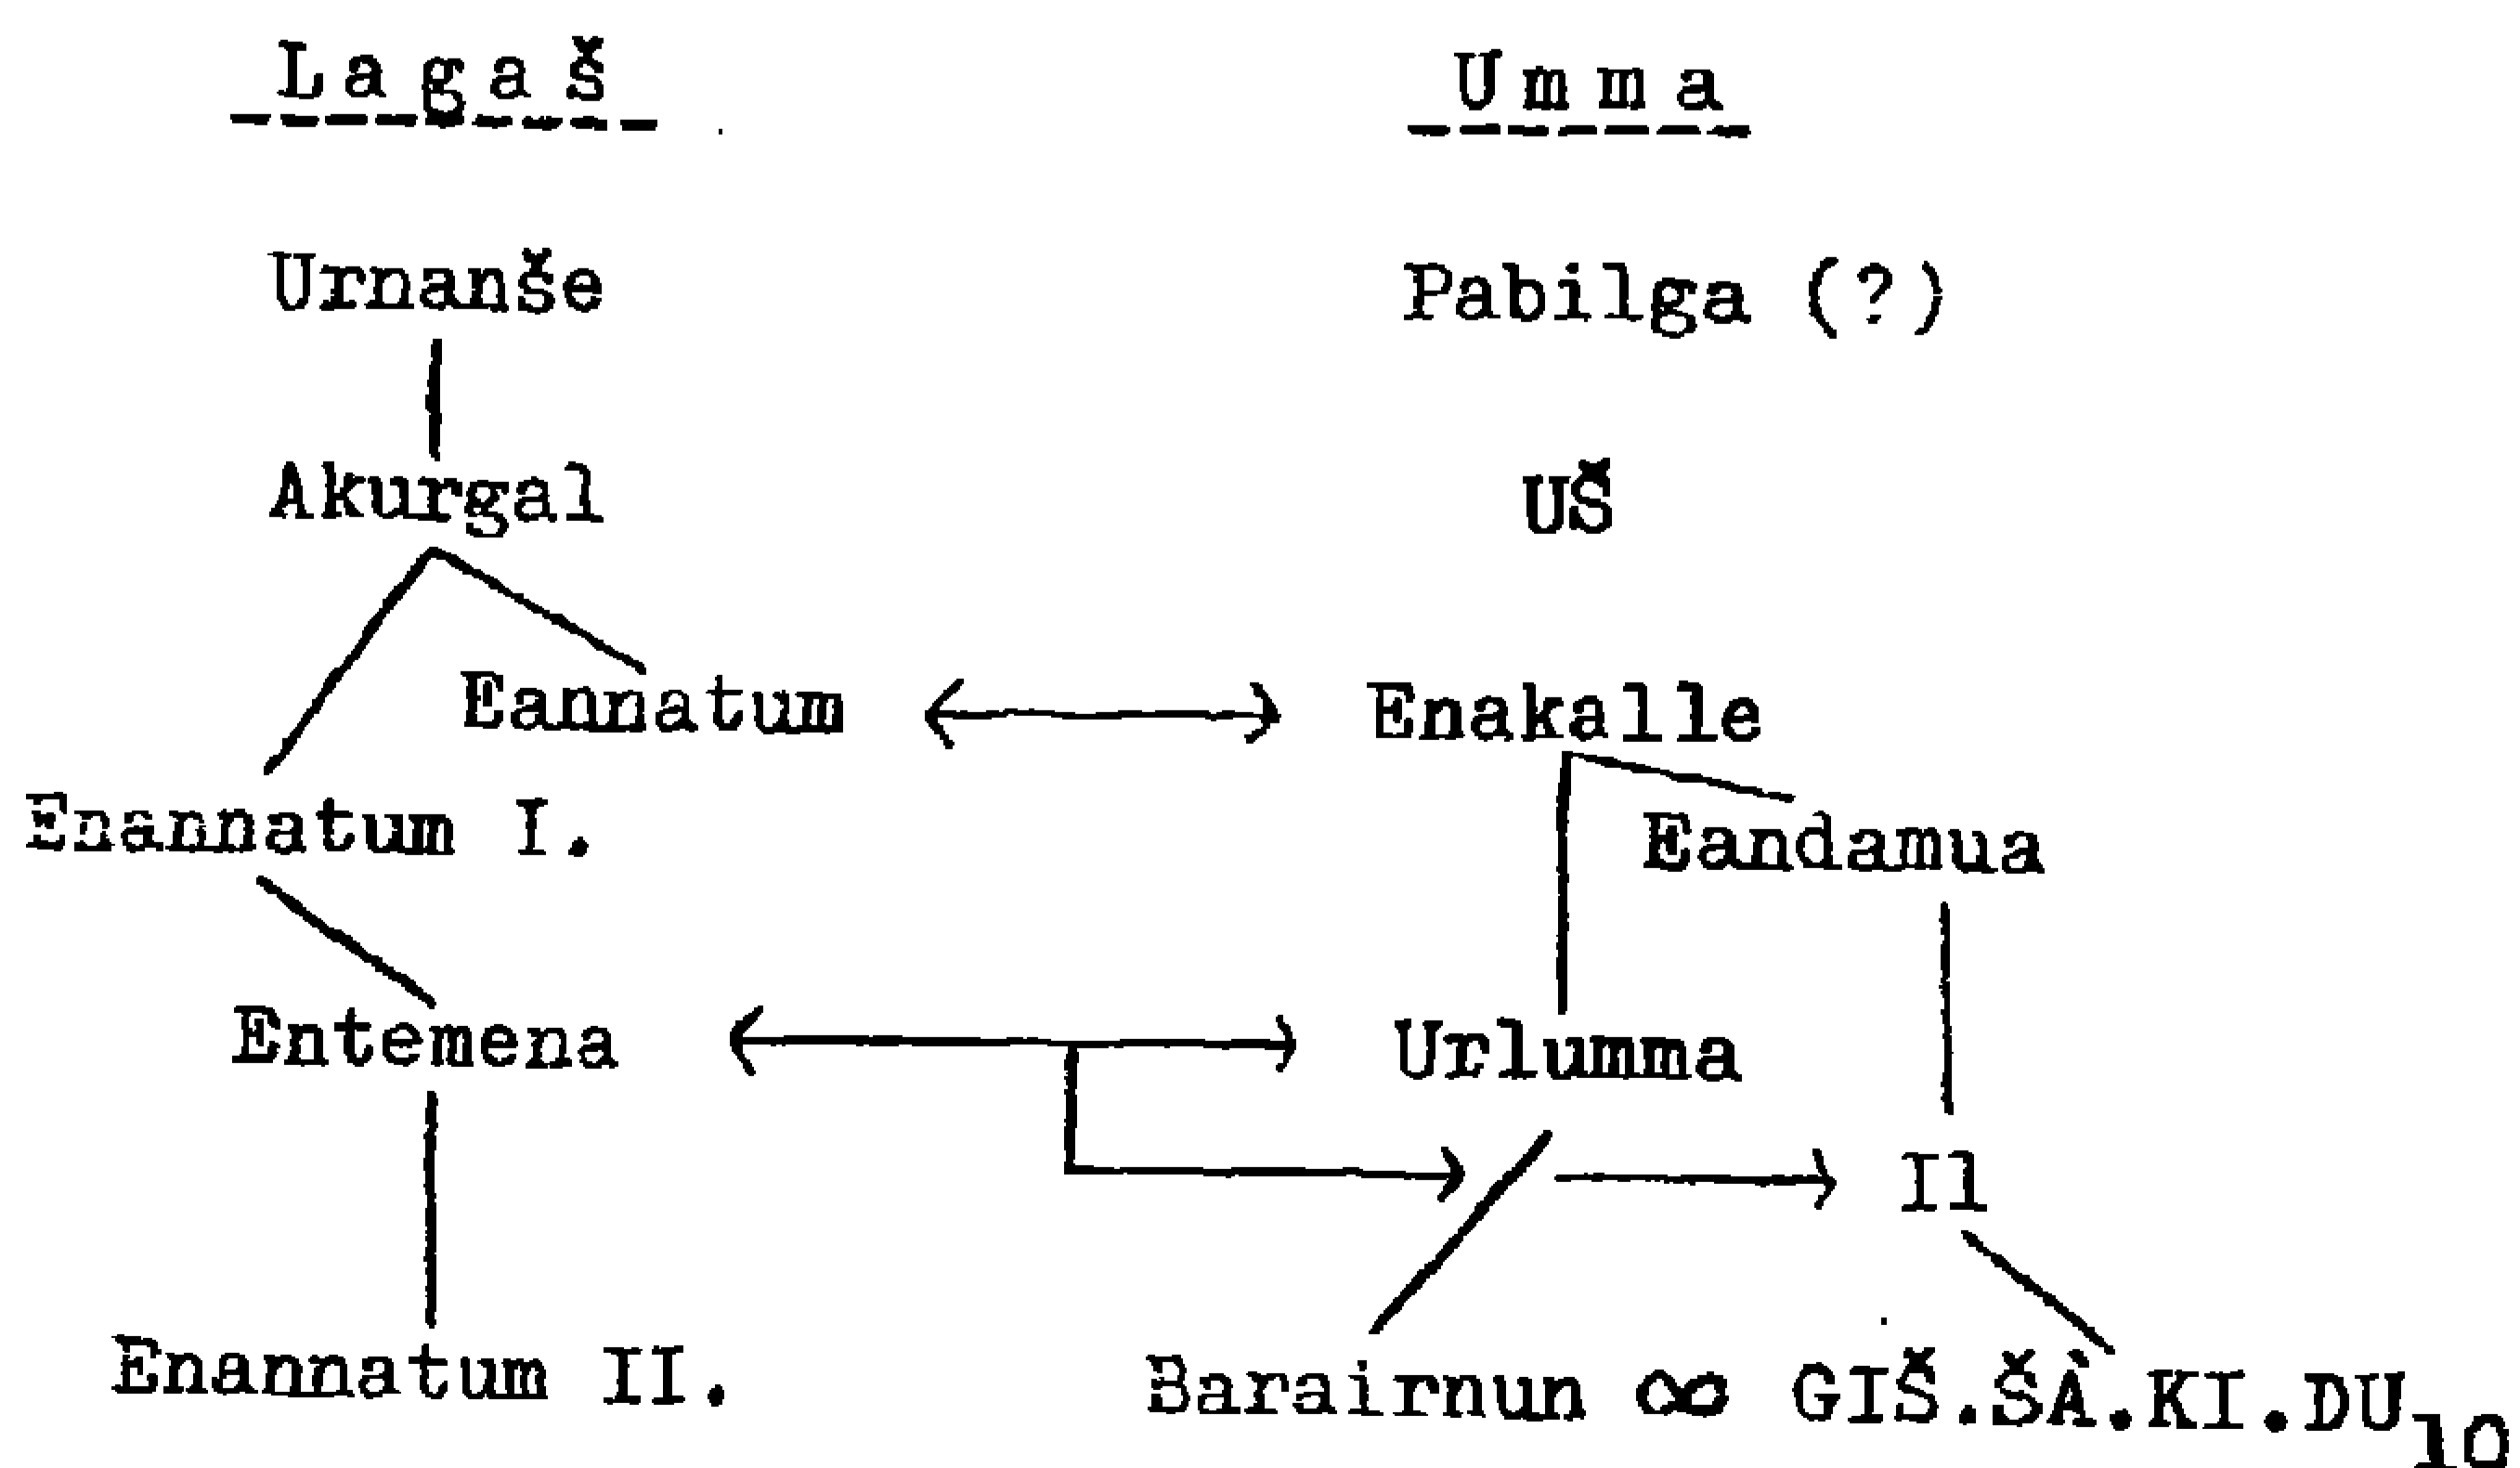 Lagaš Umma
Urnanše Pabilga (?)
Akurgal UŠ
Eannatum Enakalle
Enannatum I. Eandamua
Entemena Urlumma
Il
Enannatum II. Barairnun ∞ GIŠ.ŠÀ.KI.DU₁₀